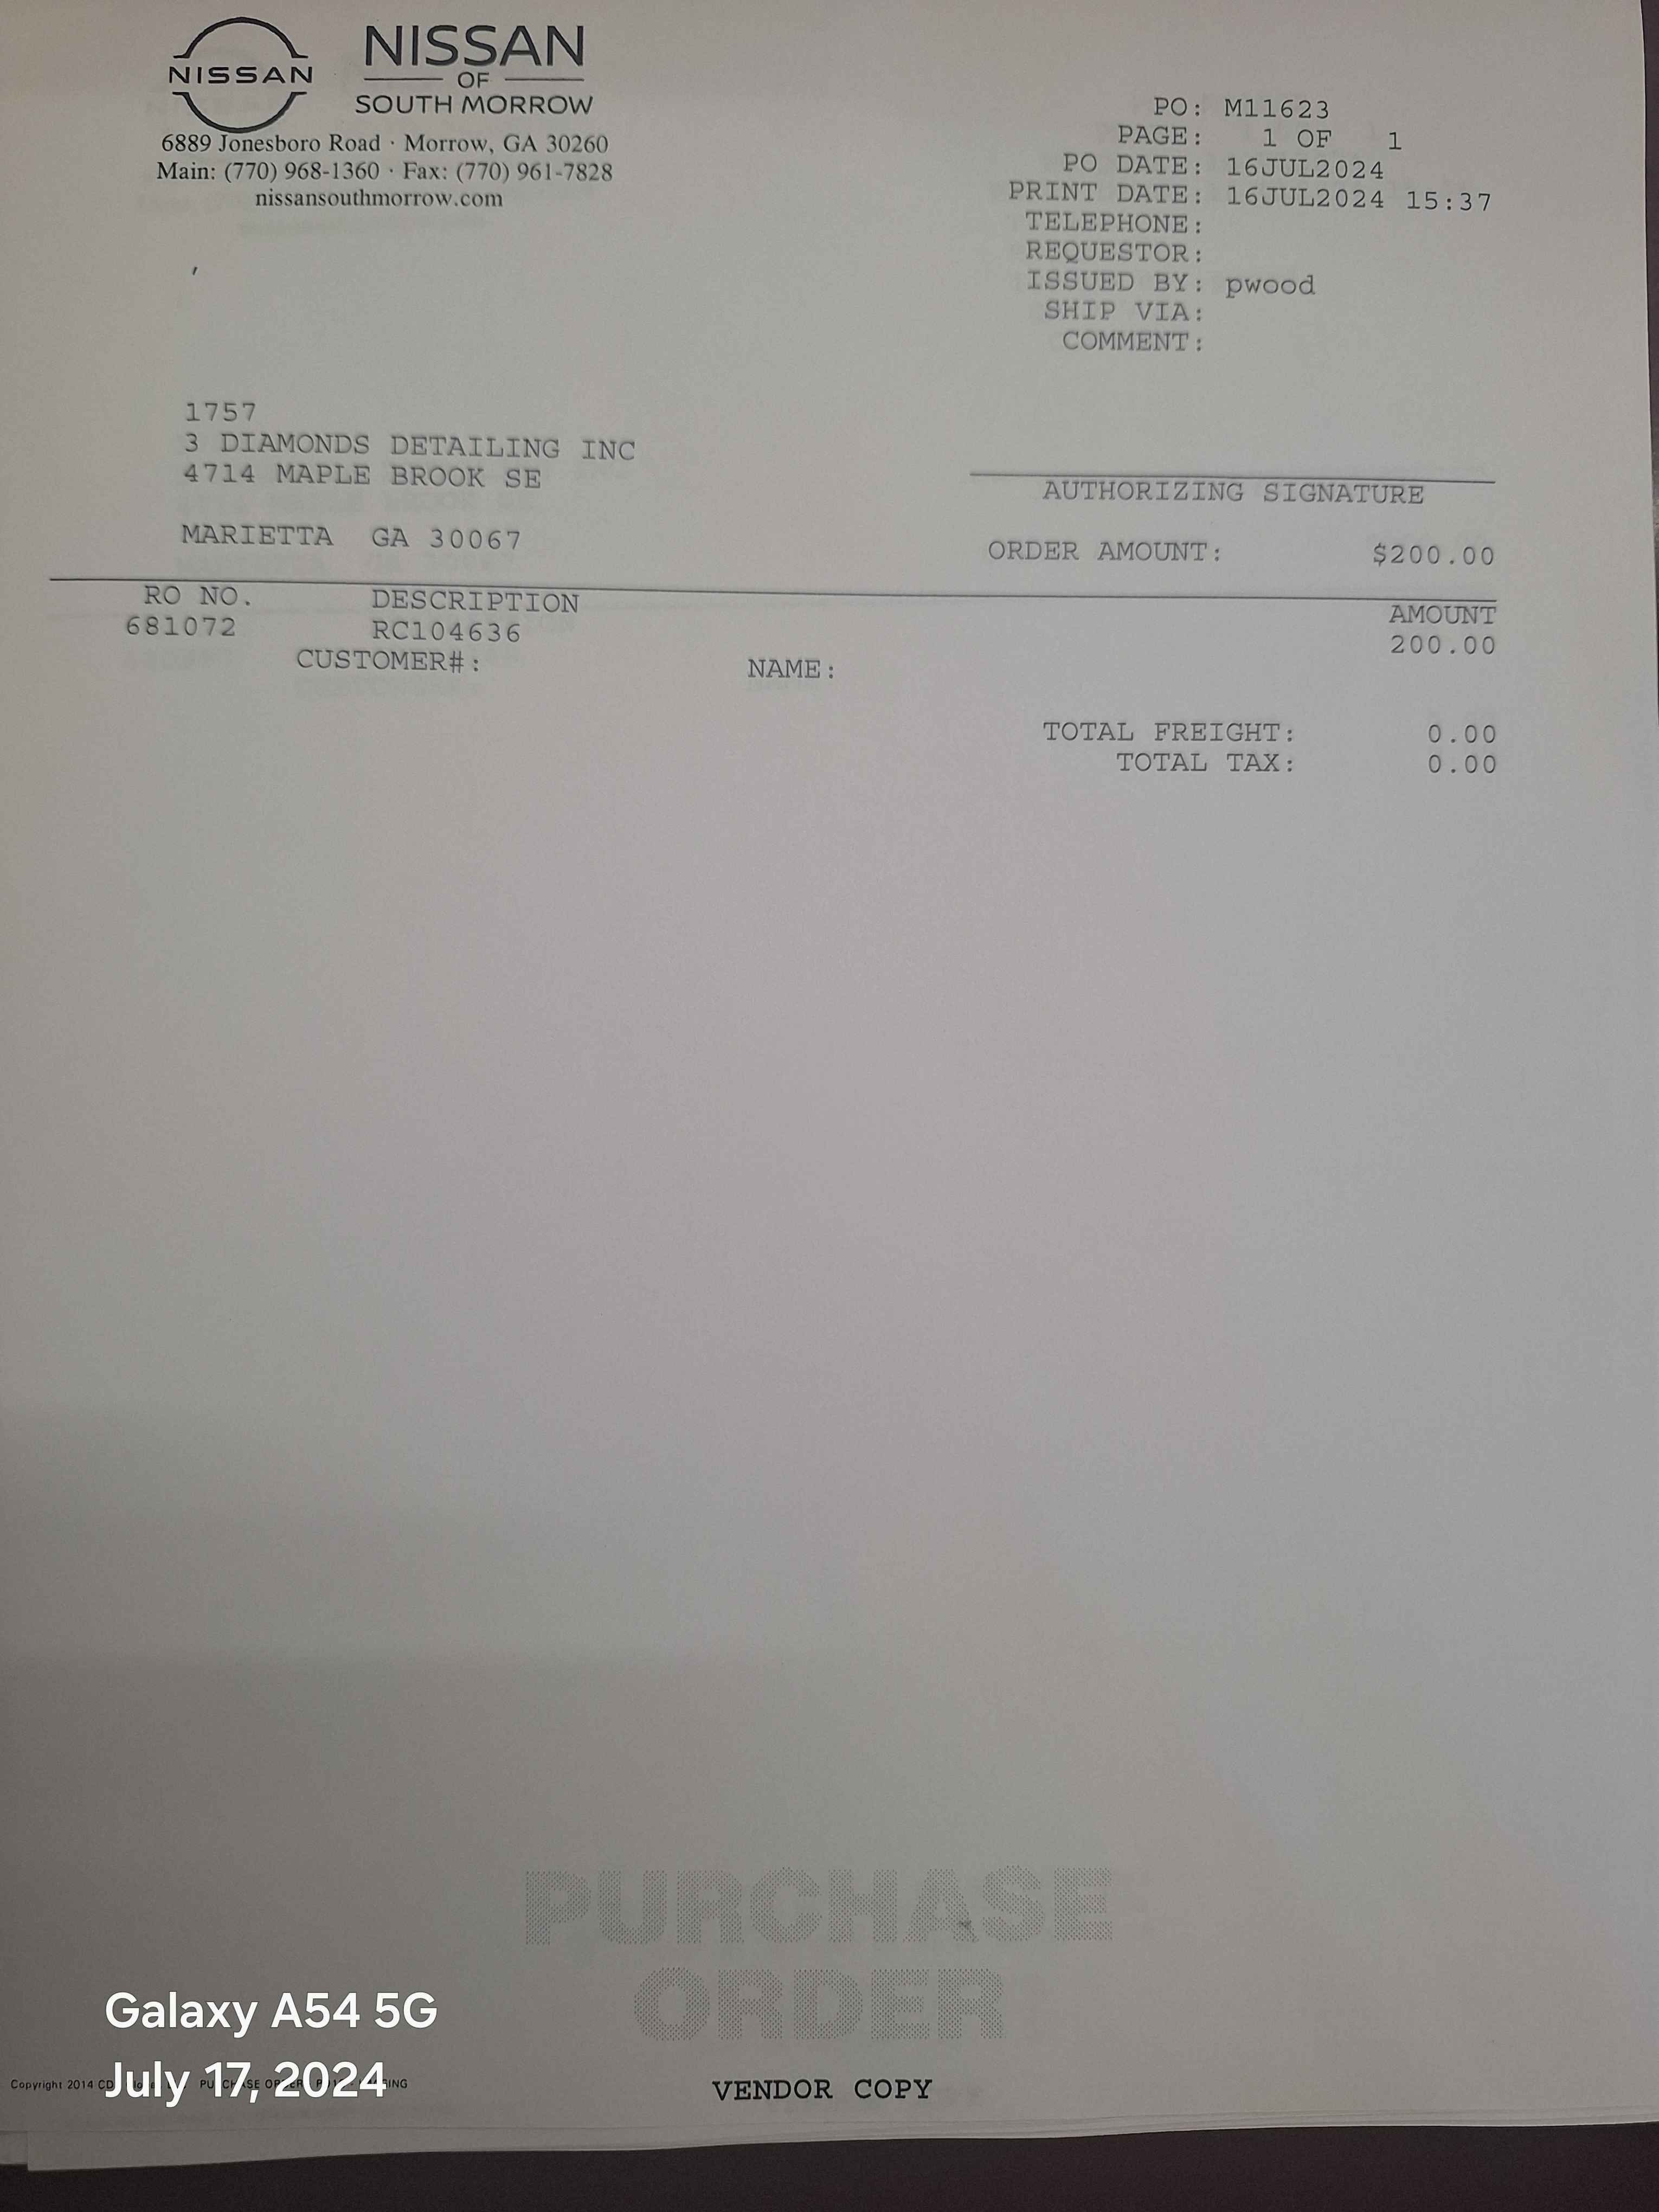 NISSAN
NISSAN
OF
SOUTH MORROW
6889 Jonesboro Road · Morrow, GA 30260
Main: (770) 968-1360 · Fax: (770) 961-7828
nissansouthmorrow.com
PO: M11623
PAGE: 1 OF 1
PO DATE: 16JUL2024
PRINT DATE: 16JUL2024 15:37
TELEPHONE:
REQUESTOR:
ISSUED BY: pwood
SHIP VIA:
COMMENT:
,
1757
3 DIAMONDS DETAILING INC
4714 MAPLE BROOK SE
MARIETTA GA 30067
AUTHORIZING SIGNATURE
ORDER AMOUNT: $200.00
RO NO. DESCRIPTION AMOUNT
681072 RC104636 200.00
CUSTOMER#: NAME:
TOTAL FREIGHT: 0.00
TOTAL TAX: 0.00
PURCHASE
ORDER
Galaxy A54 5G
July 17, 2024
Copyright 2014
VENDOR COPY